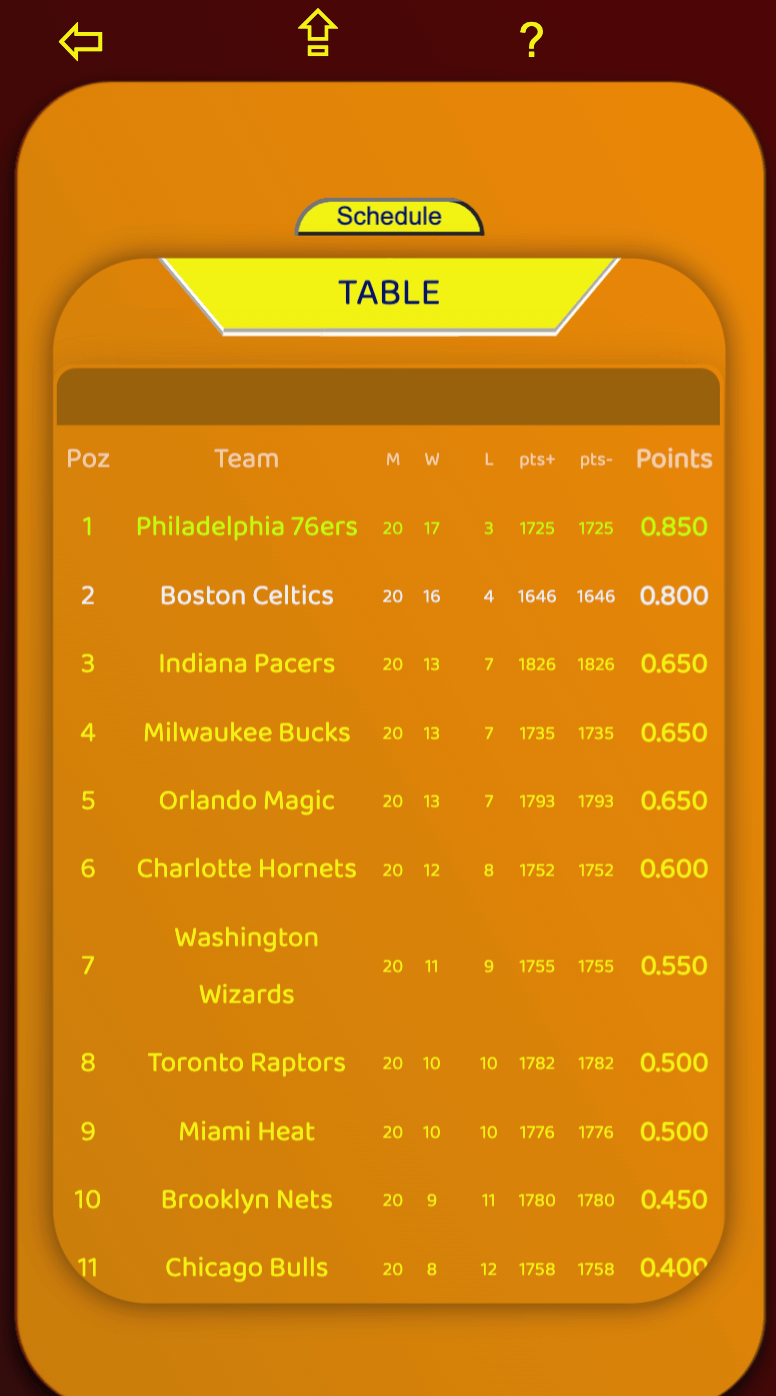 ?
Schedule
TABLE
Poz Team M W L pts+ pts- Points
1 Philadelphia 76ers 20 17 3 1725 1725 0.850
2 Boston Celtics 20 16 4 1646 1646 0.800
3 Indiana Pacers 20 13 7 1826 1826 0.650
4 Milwaukee Bucks 20 13 7 1735 1735 0.650
5 Orlando Magic 20 13 7 1793 1793 0.650
6 Charlotte Hornets 20 12 8 1752 1752 0.600
7 Washington
Wizards 20 11 9 1755 1755 0.550
8 Toronto Raptors 20 10 10 1782 1782 0.500
9 Miami Heat 20 10 10 1776 1776 0.500
10 Brooklyn Nets 20 9 11 1780 1780 0.450
11 Chicago Bulls 20 8 12 1758 1758 0.400